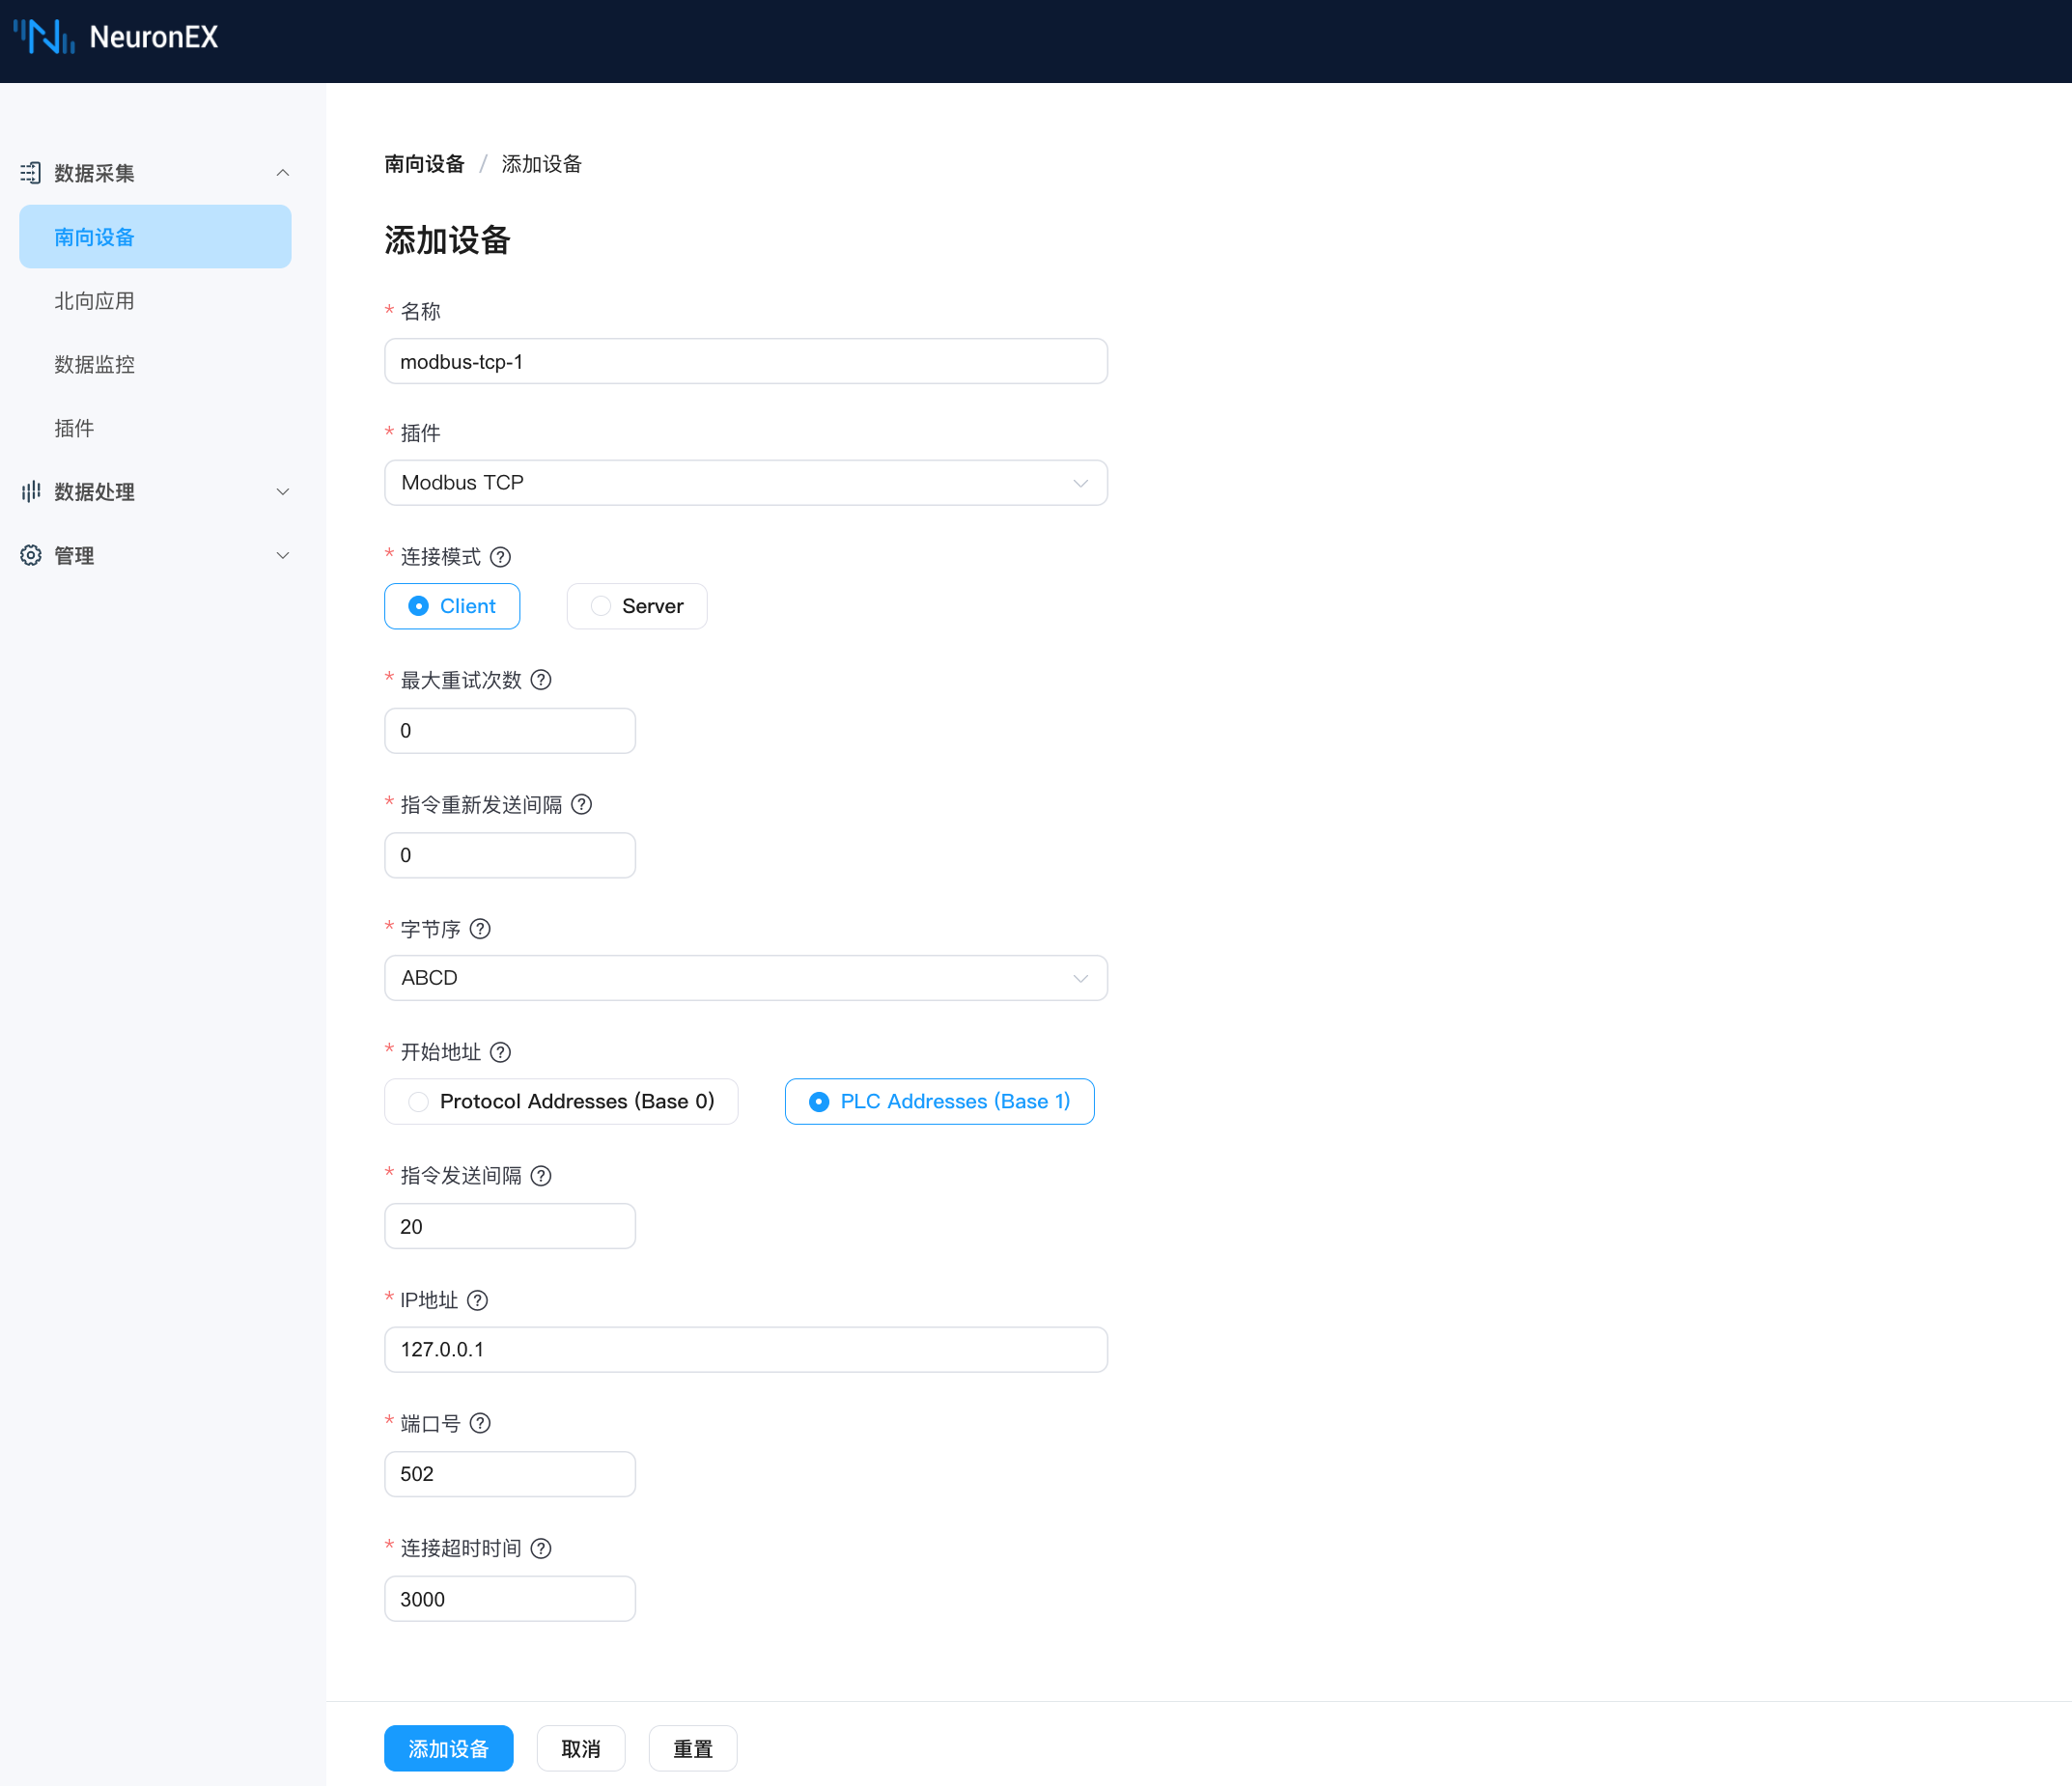 NeuronEX
数据采集
南向设备
北向应用
数据监控
插件
数据处理
管理
南向设备 / 添加设备
添加设备
* 名称
modbus-tcp-1
* 插件
Modbus TCP
* 连接模式 ?
Client Server
* 最大重试次数 ?
0
* 指令重新发送间隔 ?
0
* 字节序 ?
ABCD
* 开始地址 ?
Protocol Addresses (Base 0) PLC Addresses (Base 1)
* 指令发送间隔 ?
20
* IP地址 ?
127.0.0.1
* 端口号 ?
502
* 连接超时时间 ?
3000
添加设备 取消 重置